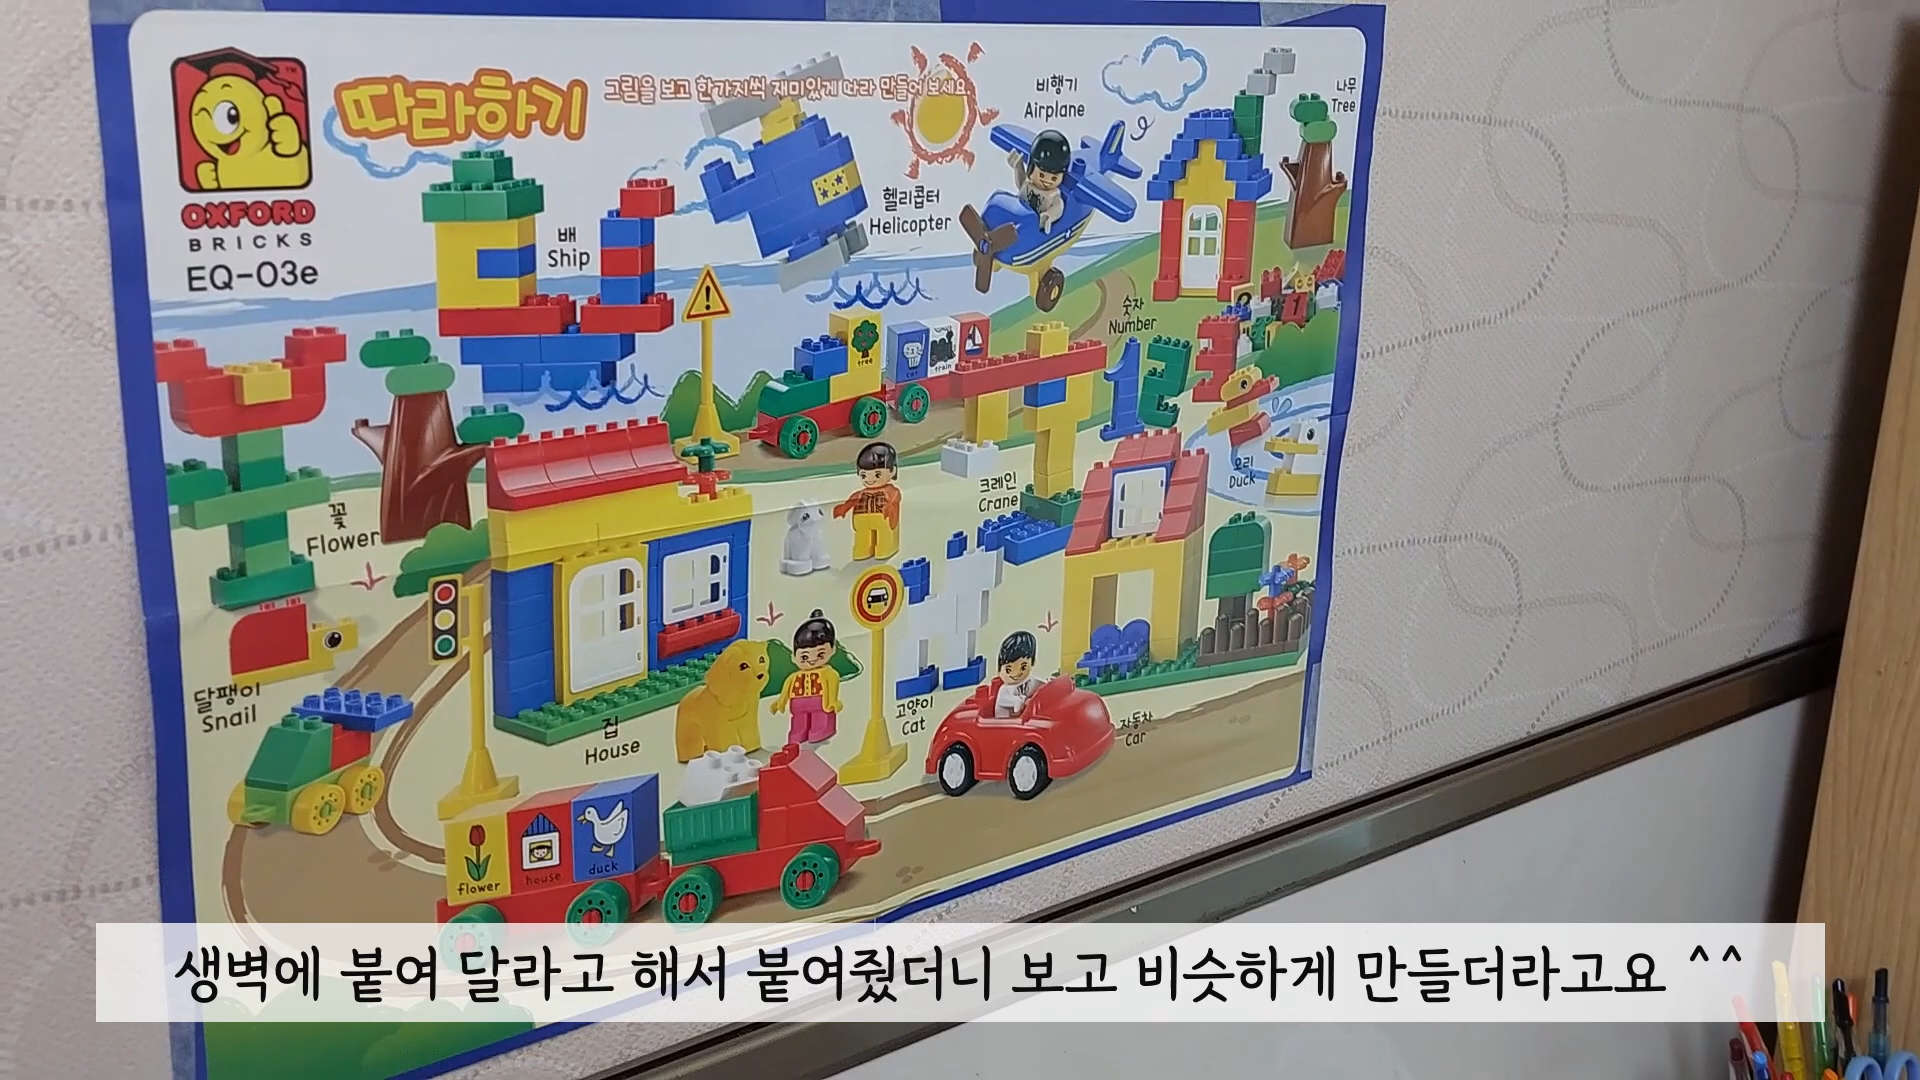 따라하기
그림을 보고 한가지씩 재미있게 따라 만들어 보세요
OXFORD
BRICKS
EQ-03e
배
Ship
헬리콥터
Helicopter
비행기
Airplane
나무
Tree
숫자
Number
1 2 3
tree
cat
train
꽃
Flower
크레인
Crane
오리
Duck
달팽이
Snail
집
House
고양이
Cat
자동차
Car
flower
house
duck
생벽에 붙여 달라고 해서 붙여줬더니 보고 비슷하게 만들더라고요 ^^